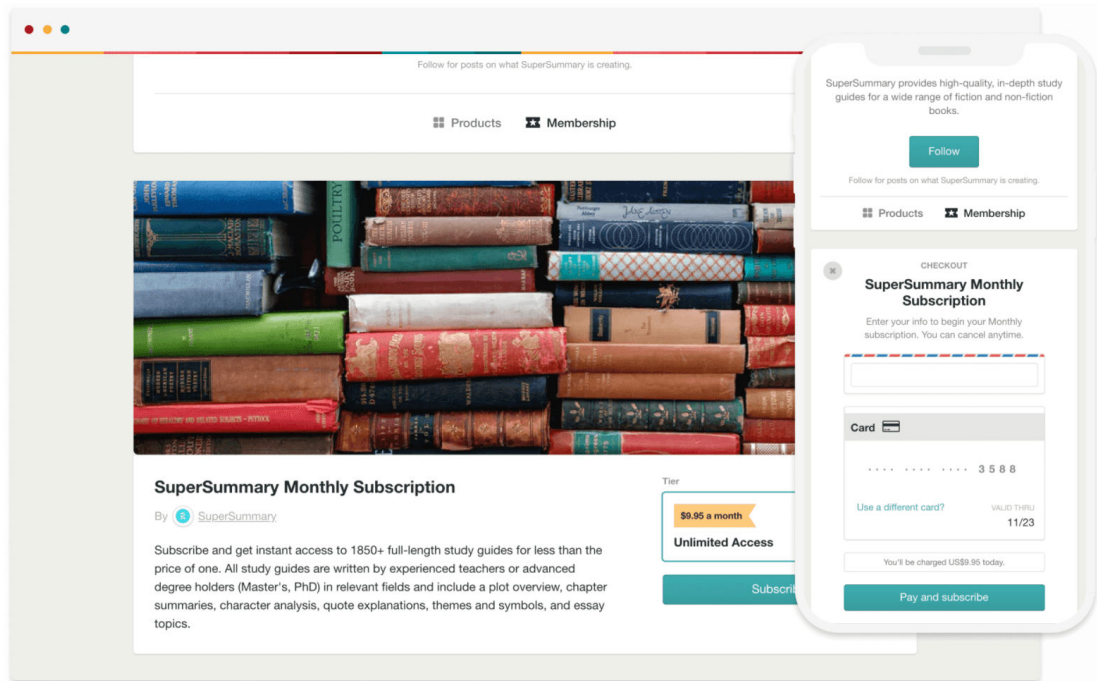 Follow for posts on what SuperSummary is creating.
Products
Membership
POULTRY
Northanger
Abbey
Jane Austen
SuperSummary Monthly Subscription
By SuperSummary
Subscribe and get instant access to 1850+ full-length study guides for less than the
price of one. All study guides are written by experienced teachers or advanced
degree holders (Master's, PhD) in relevant fields and include a plot overview, chapter
summaries, character analysis, quote explanations, themes and symbols, and essay
topics.
Tier
$9.95 a month
Unlimited Access
SuperSummary provides high-quality, in-depth study
guides for a wide range of fiction and non-fiction
books.
Follow
Follow for posts on what SuperSummary is creating.
Products
Membership
CHECKOUT
SuperSummary Monthly
Subscription
Enter your info to begin your Monthly
subscription. You can cancel anytime.
Card
•••• •••• •••• 3588
Use a different card?
VALID THRU
11/23
You'll be charged US$9.95 today.
Pay and subscribe